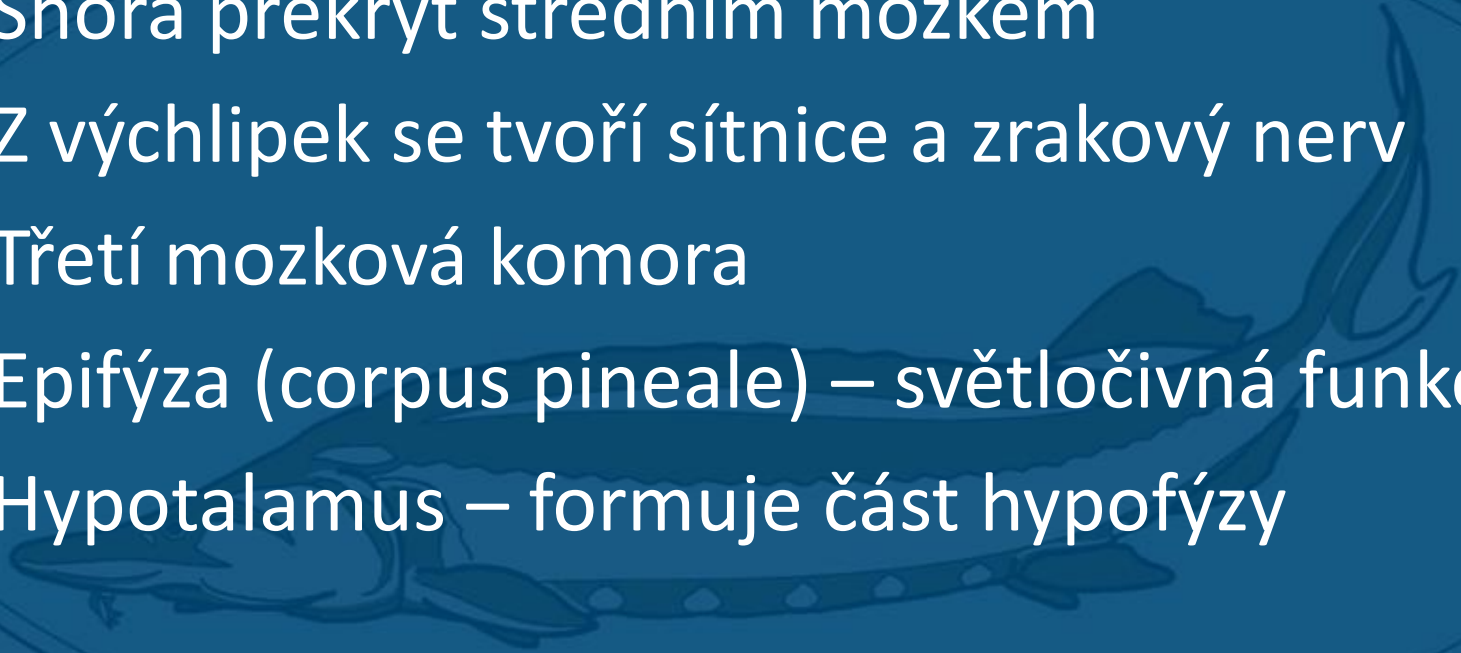 Shora překryt středním mozkem
Z výchlipek se tvoří sítnice a zrakový nerv
Třetí mozková komora
Epifýza (corpus pineale) – světločivná funkc
Hypotalamus – formuje část hypofýzy